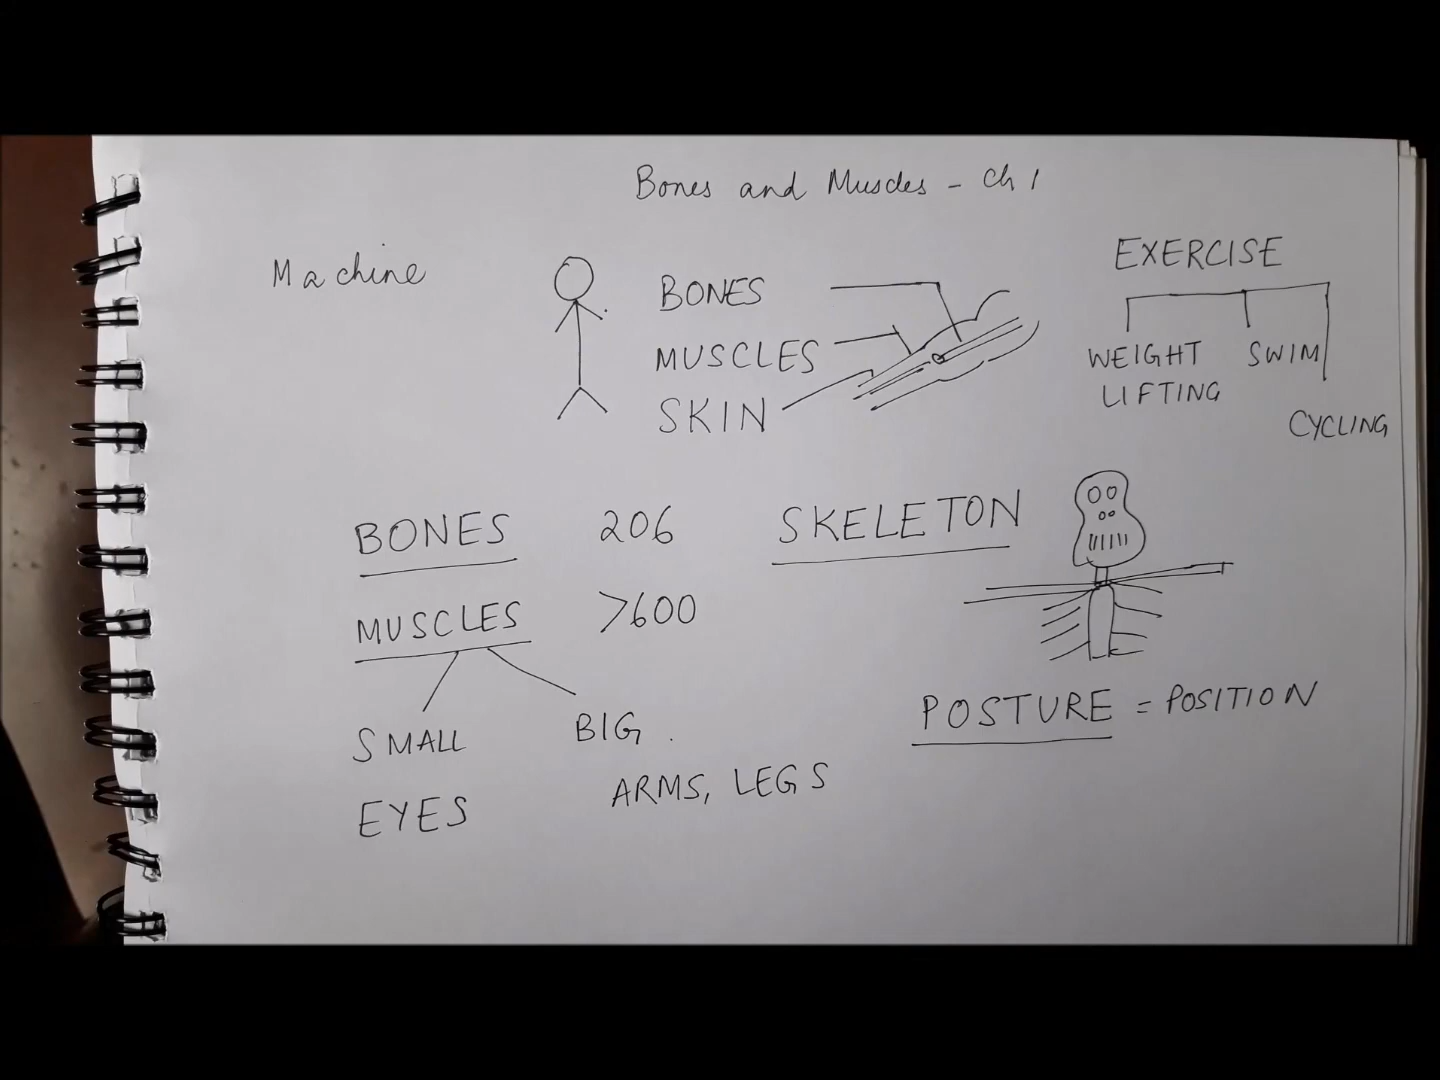 Bones and Muscles - Ch 1
Machine
BONES
MUSCLES
SKIN
EXERCISE
WEIGHT
LIFTING
SWIM
CYCLING
BONES 206
MUSCLES >600
SMALL
EYES
BIG
ARMS, LEGS
SKELETON
POSTURE = POSITION